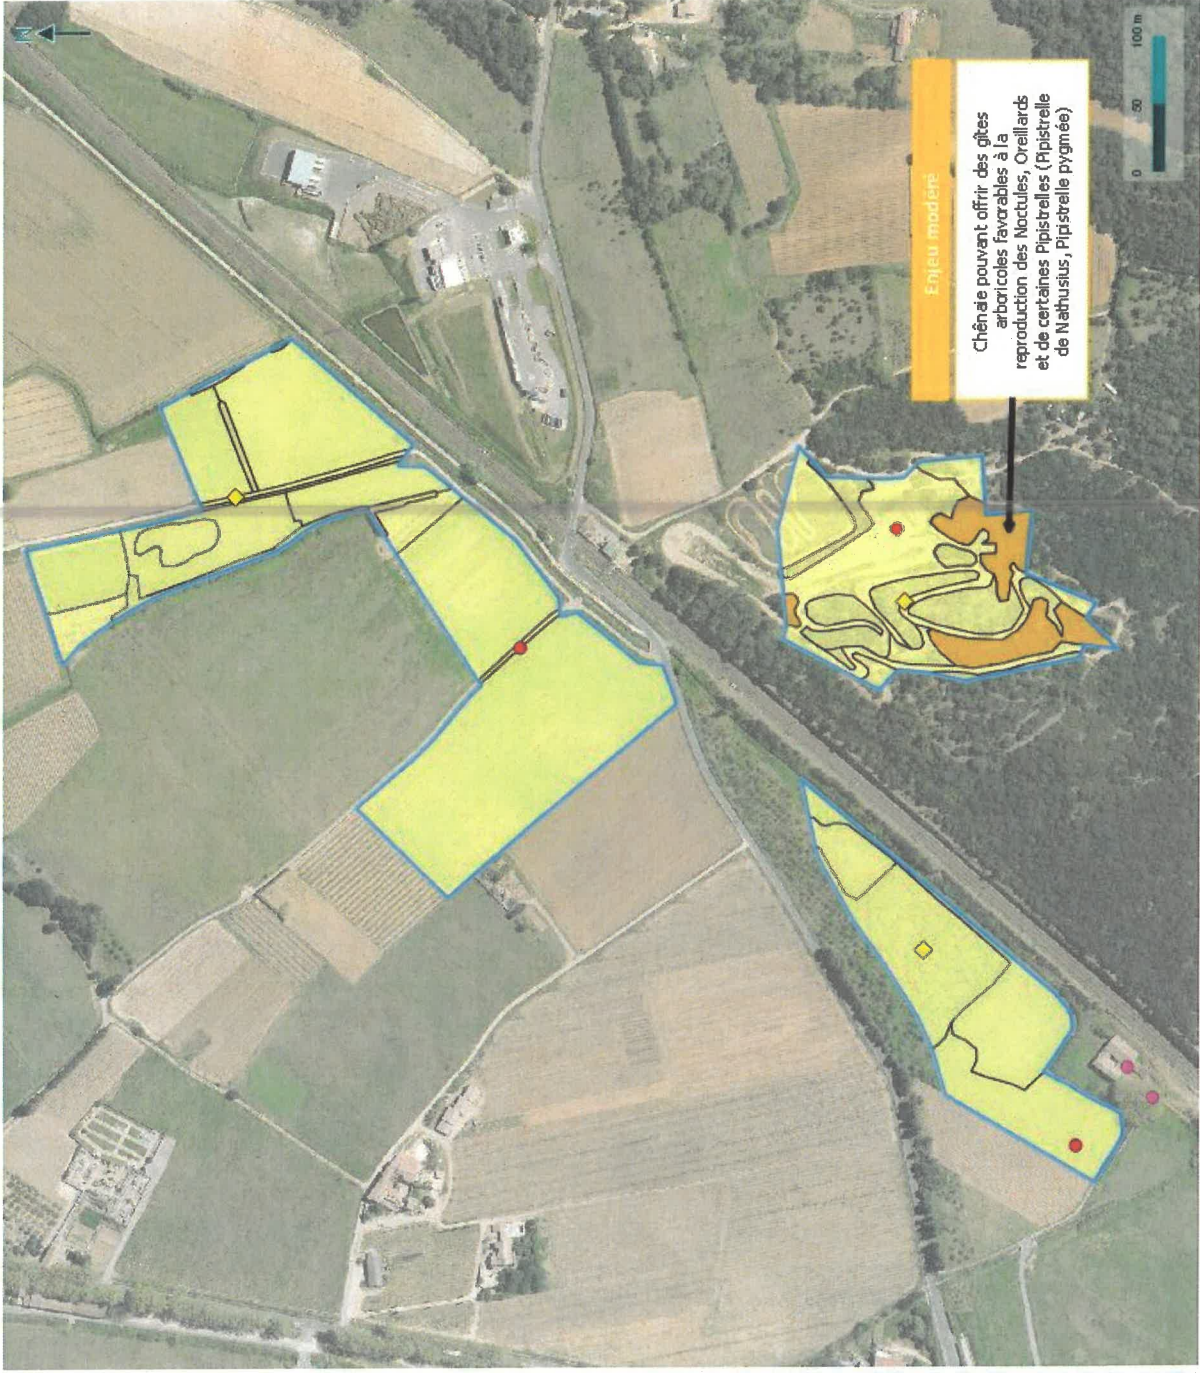 Enjeu modéré
Chênaie pouvant offrir des gîtes
arboricoles favorables à la
reproduction des Noctules, Oreillards
et de certaines Pipistrelles (Pipistrelle
de Nathusius, Pipistrelle pygmée)
0 50 100 m
N